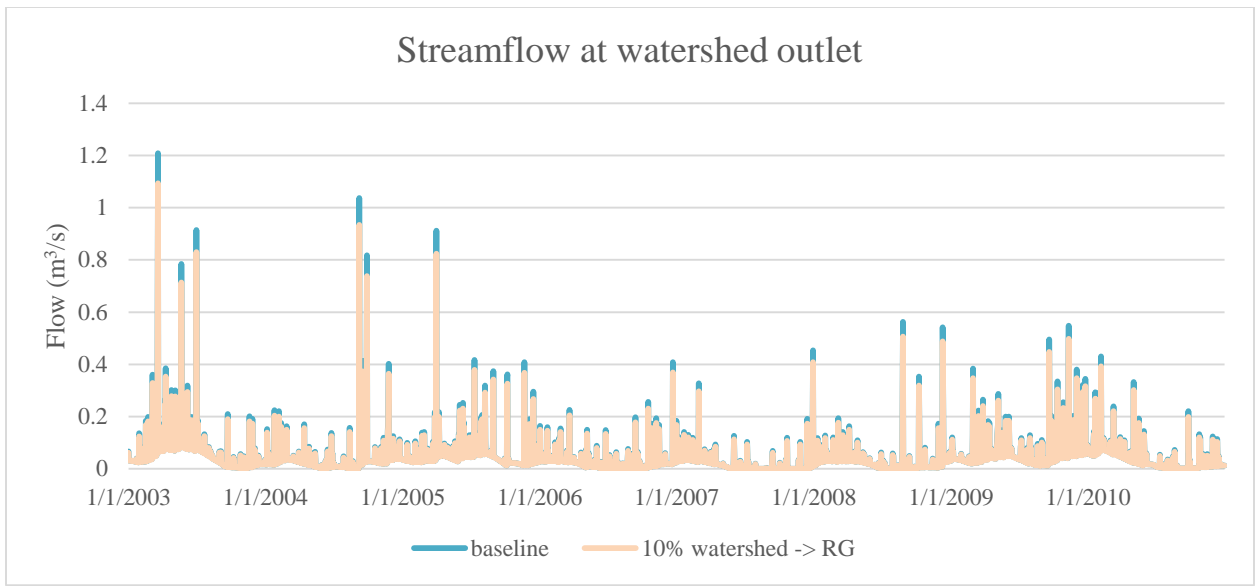 Streamflow at watershed outlet
1.4
1.2
1
0.8
0.6
0.4
0.2
0
Flow (m³/s)
1/1/2003 1/1/2004 1/1/2005 1/1/2006 1/1/2007 1/1/2008 1/1/2009 1/1/2010
baseline 10% watershed -> RG